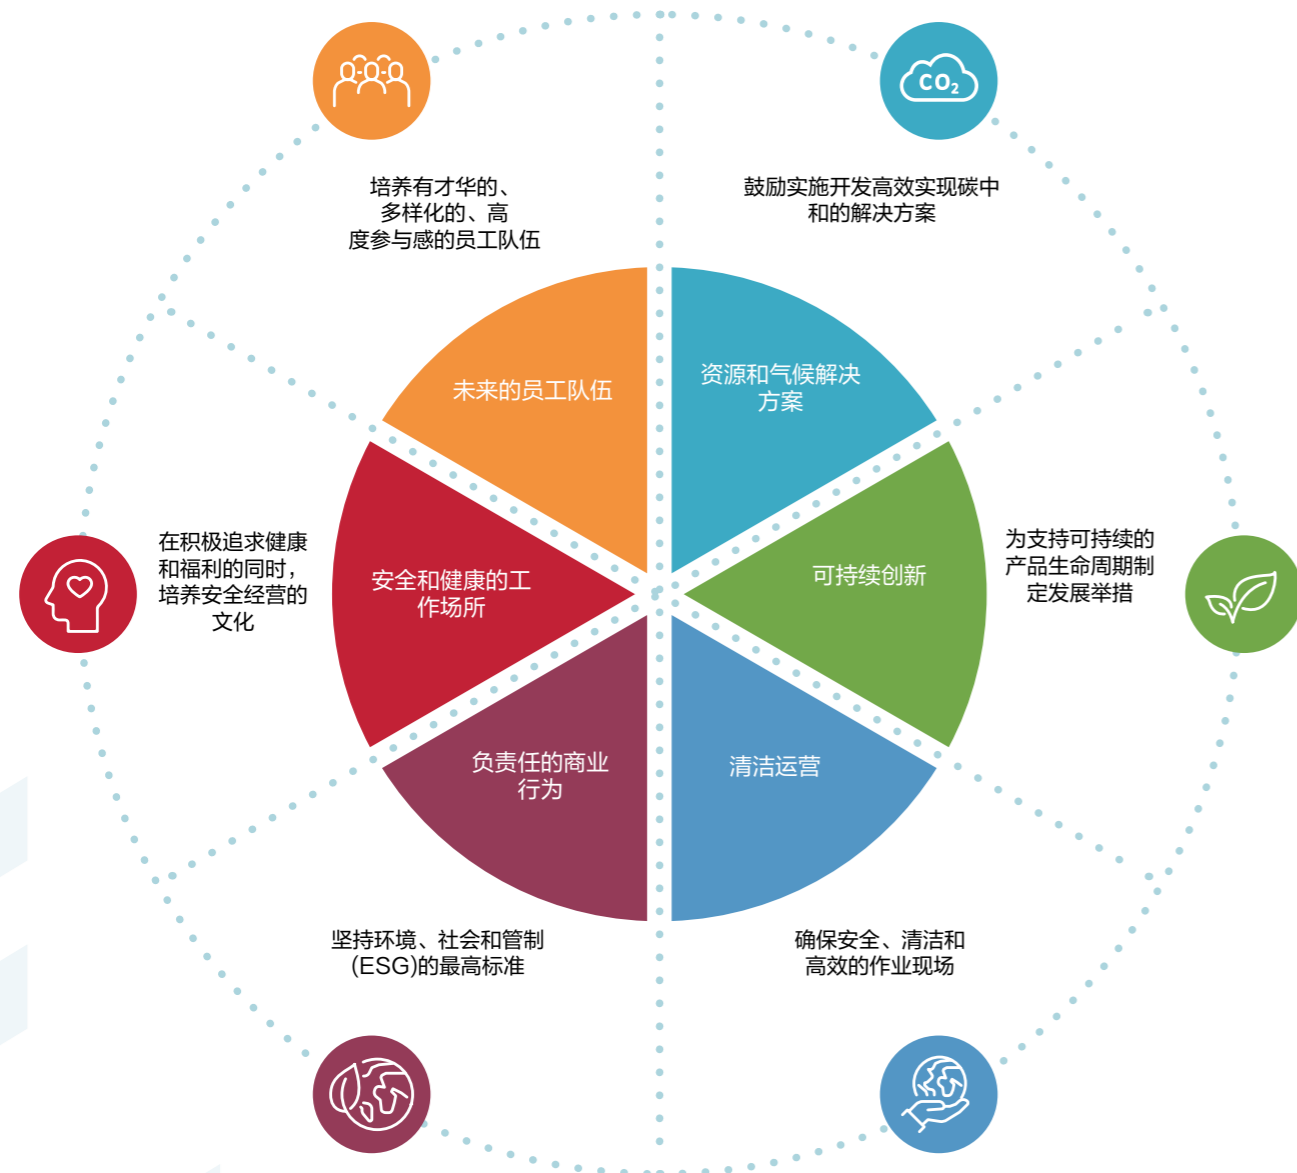 CO₂
培养有才华的、
多样化的、高
度参与感的员工队伍
鼓励实施开发高效实现碳中
和的解决方案
未来的员工队伍
资源和气候解决
方案
在积极追求健康
和福利的同时，
培养安全经营的
文化
安全和健康的工
作场所
可持续创新
为支持可持续的
产品生命周期制
定发展举措
负责任的商业
行为
清洁运营
坚持环境、社会和管制
(ESG)的最高标准
确保安全、清洁和
高效的作业现场